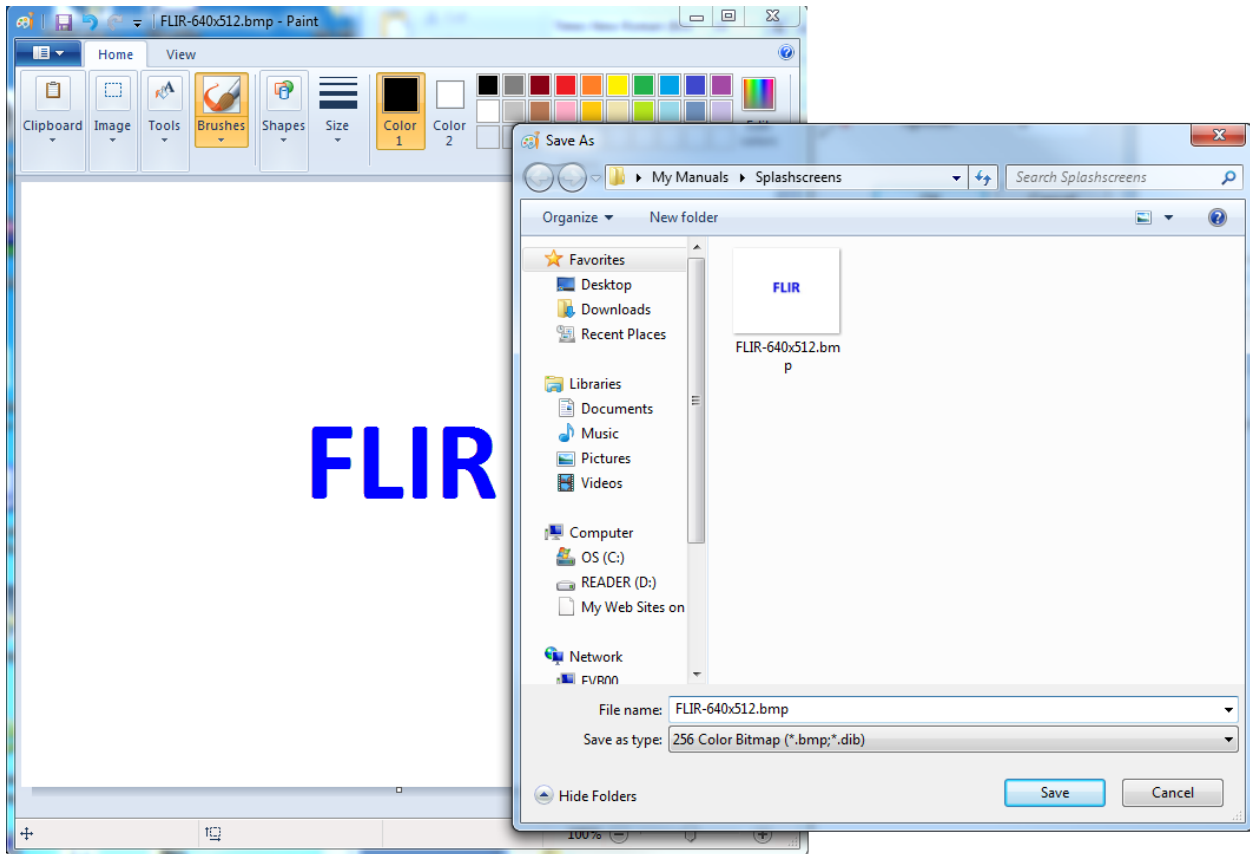 FLIR-640x512.bmp - Paint
Home View
Clipboard Image Tools Brushes Shapes Size Color 1 Color 2
FLIR
100%
Save As
My Manuals Splashscreens Search Splashscreens
Organize New folder
Favorites
Desktop
Downloads
Recent Places
Libraries
Documents
Music
Pictures
Videos
Computer
OS (C:)
READER (D:)
My Web Sites on
Network
FLIR
FLIR-640x512.bm
p
File name: FLIR-640x512.bmp
Save as type: 256 Color Bitmap (*.bmp;*.dib)
Hide Folders Save Cancel